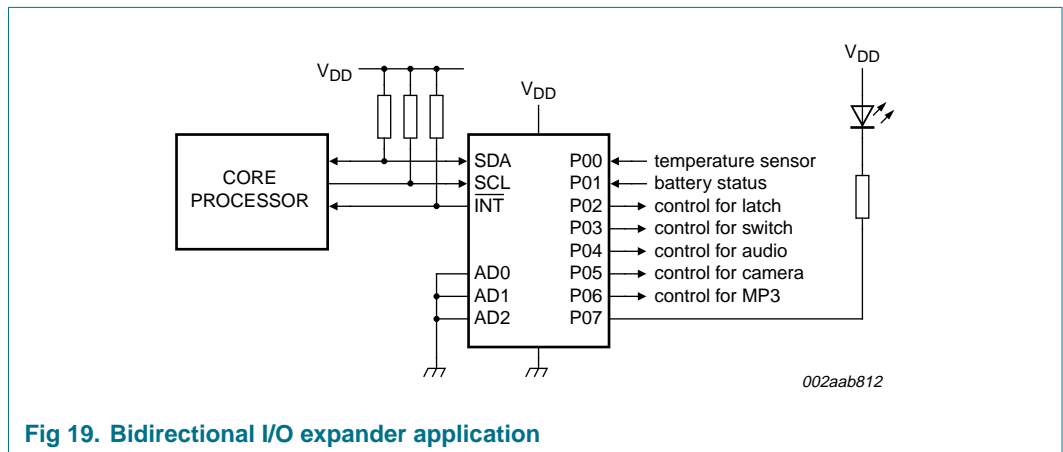 VDD
VDD
VDD
CORE
PROCESSOR
SDA
SCL
INT
AD0
AD1
AD2
P00
P01
P02
P03
P04
P05
P06
P07
temperature sensor
battery status
control for latch
control for switch
control for audio
control for camera
control for MP3
002aab812
Fig 19. Bidirectional I/O expander application